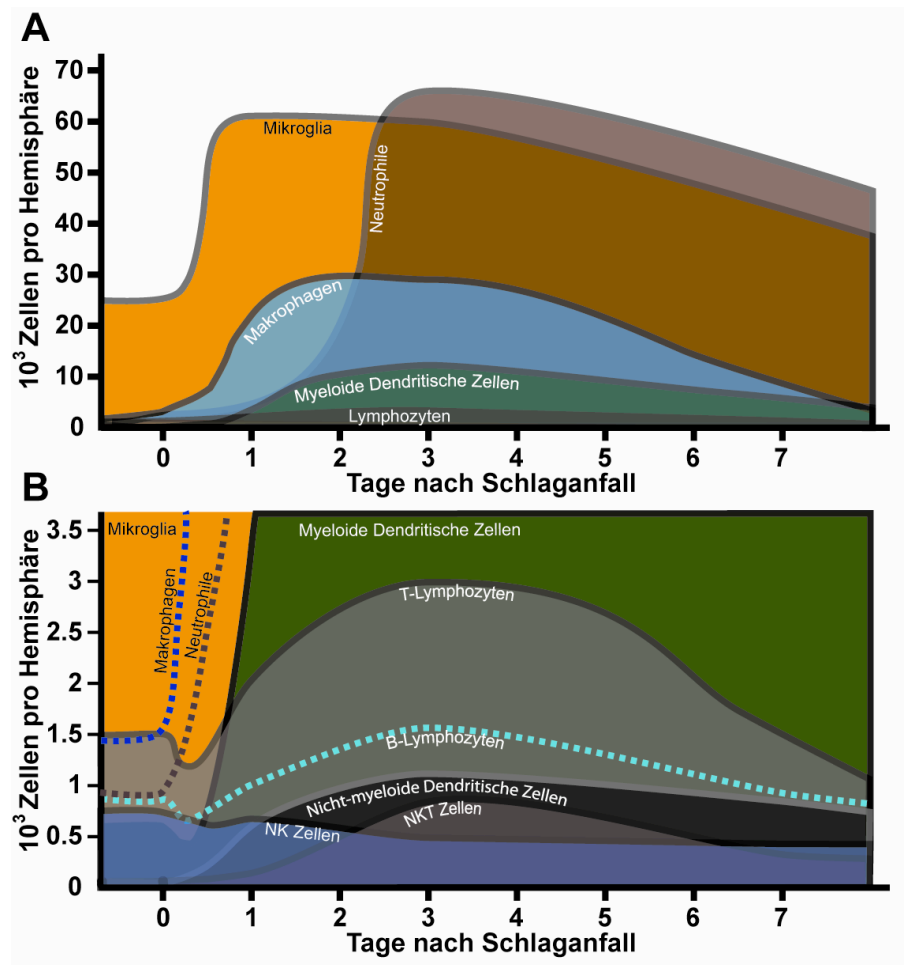 A
10³ Zellen pro Hemisphäre
70
60
50
40
30
20
10
0
Mikroglia
Neutrophile
Makrophagen
Myeloide Dendritische Zellen
Lymphozyten
0 1 2 3 4 5 6 7
Tage nach Schlaganfall
B
10³ Zellen pro Hemisphäre
3.5
3
2.5
2
1.5
1
0.5
0
Mikroglia
Myeloide Dendritische Zellen
Makrophagen
Neutrophile
T-Lymphozyten
B-Lymphozyten
Nicht-myeloide Dendritische Zellen
NKT Zellen
NK Zellen
0 1 2 3 4 5 6 7
Tage nach Schlaganfall